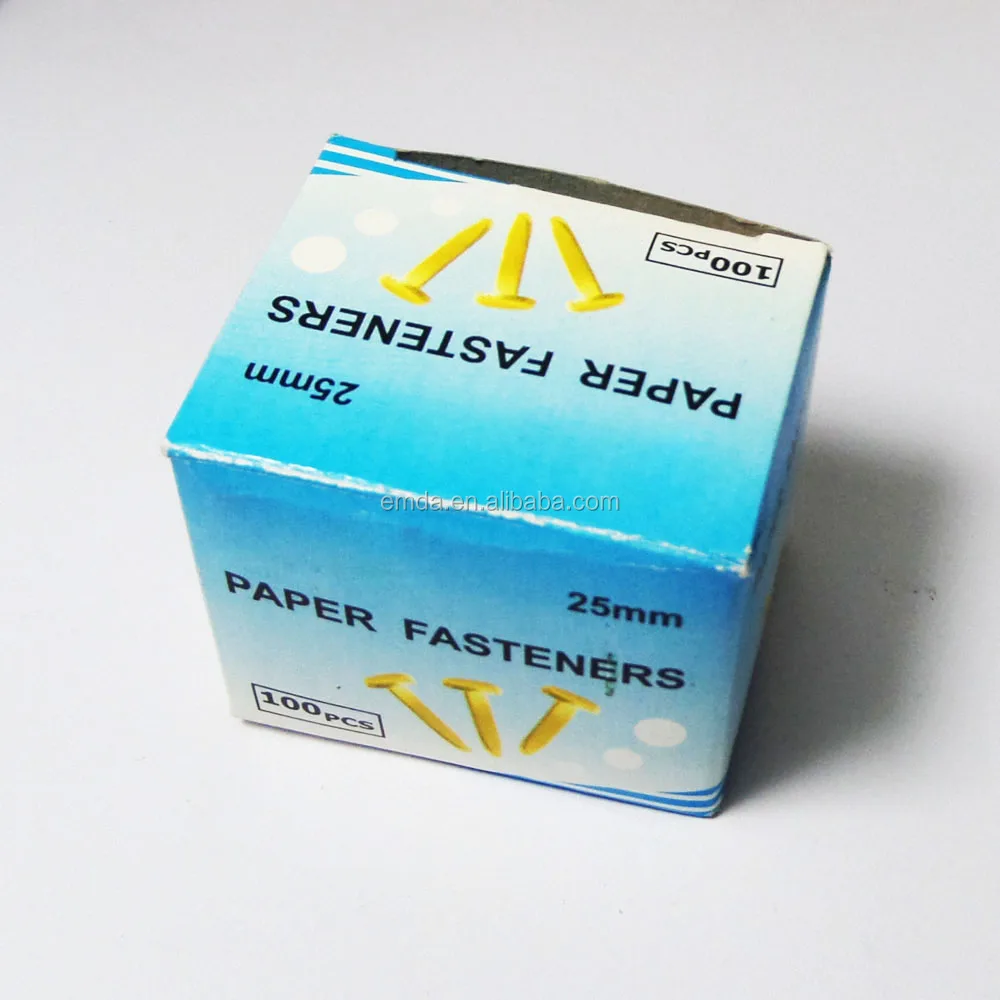 100PCS
PAPER FASTENERS
25mm
emda.en.alibaba.com
25mm
PAPER FASTENERS
100PCS